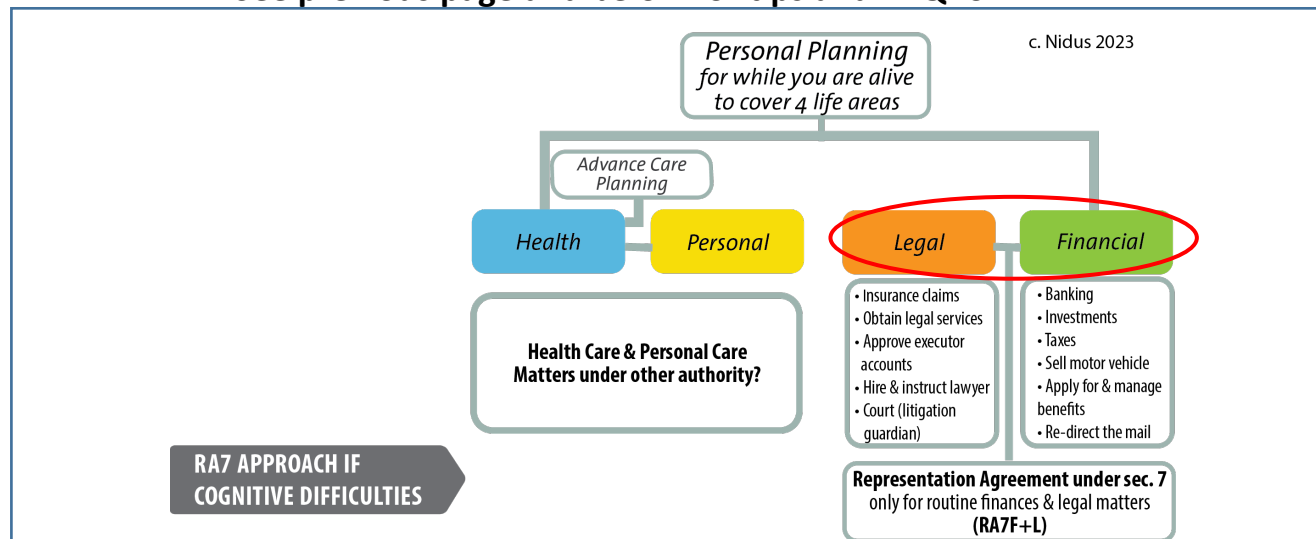 c. Nidus 2023
Personal Planning
for while you are alive
to cover 4 life areas
Advance Care
Planning
Health
Personal
Legal
Financial
Health Care & Personal Care
Matters under other authority?
• Insurance claims
• Obtain legal services
• Approve executor
accounts
• Hire & instruct lawyer
• Court (litigation
guardian)
• Banking
• Investments
• Taxes
• Sell motor vehicle
• Apply for & manage
benefits
• Re-direct the mail
RA7 APPROACH IF
COGNITIVE DIFFICULTIES
Representation Agreement under sec. 7
only for routine finances & legal matters
(RA7F+L)